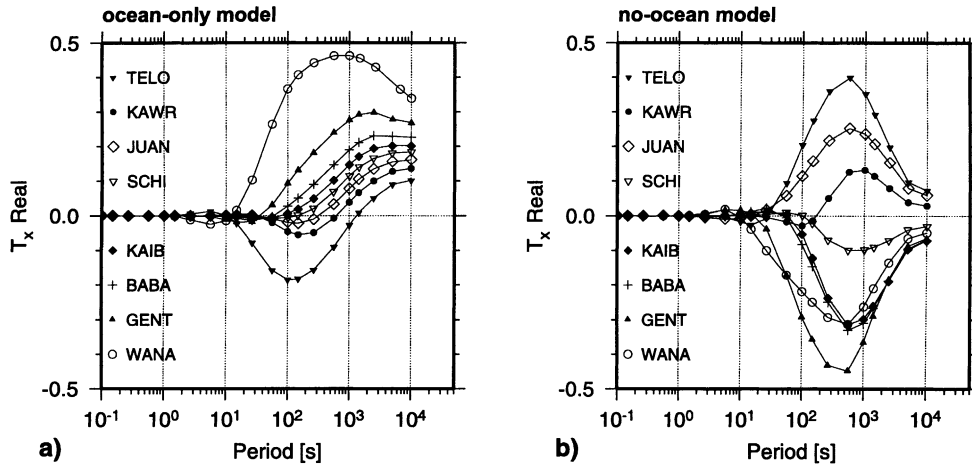 ocean-only model
0.5
TELO
KAWR
JUAN
SCHI
0.0
KAIB
BABA
GENT
WANA
-0.5
Tx Real
10-1 100 101 102 103 104
Period [s]
a)
no-ocean model
0.5
TELO
KAWR
JUAN
SCHI
0.0
KAIB
BABA
GENT
WANA
-0.5
Tx Real
10-1 100 101 102 103 104
Period [s]
b)